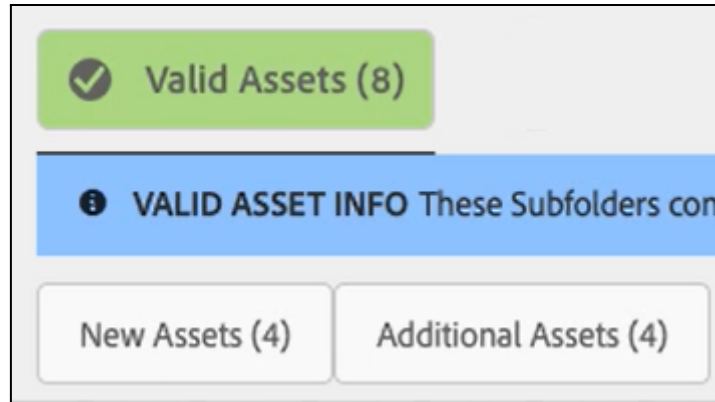 Valid Assets (8)
VALID ASSET INFO These Subfolders con
New Assets (4) Additional Assets (4)